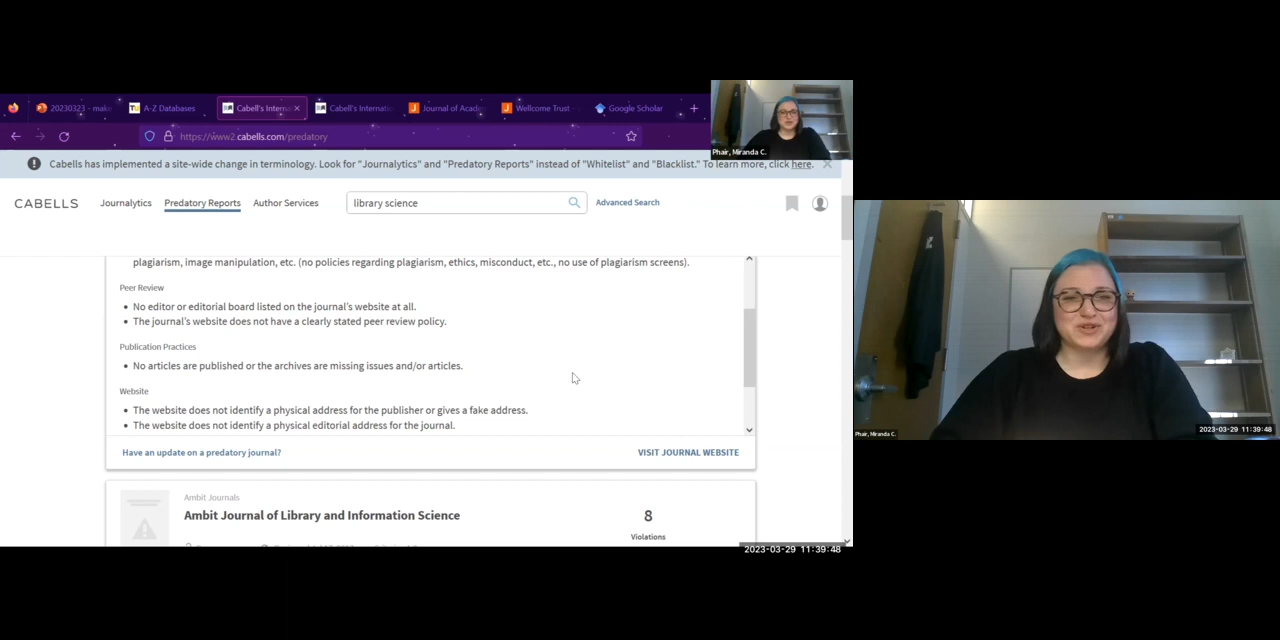 20230323 - make
A-Z Databases
Cabell's Interna
Cabell's Internatio
Journal of Acade
Wellcome Trust -
Google Scholar
https://www2.cabells.com/predatory
Phair, Miranda C.
Cabells has implemented a site-wide change in terminology. Look for "Journalytics" and "Predatory Reports" instead of "Whitelist" and "Blacklist." To learn more, click here.
CABELLS
Journalytics
Predatory Reports
Author Services
library science
Advanced Search
plagiarism, image manipulation, etc. (no policies regarding plagiarism, ethics, misconduct, etc., no use of plagiarism screens).
Peer Review
• No editor or editorial board listed on the journal's website at all.
• The journal's website does not have a clearly stated peer review policy.
Publication Practices
• No articles are published or the archives are missing issues and/or articles.
Website
• The website does not identify a physical address for the publisher or gives a fake address.
• The website does not identify a physical editorial address for the journal.
Have an update on a predatory journal?
VISIT JOURNAL WEBSITE
Ambit Journals
Ambit Journal of Library and Information Science
8
Violations
2023-03-29 11:39:48
Phair, Miranda C.
2023-03-29 11:39:48